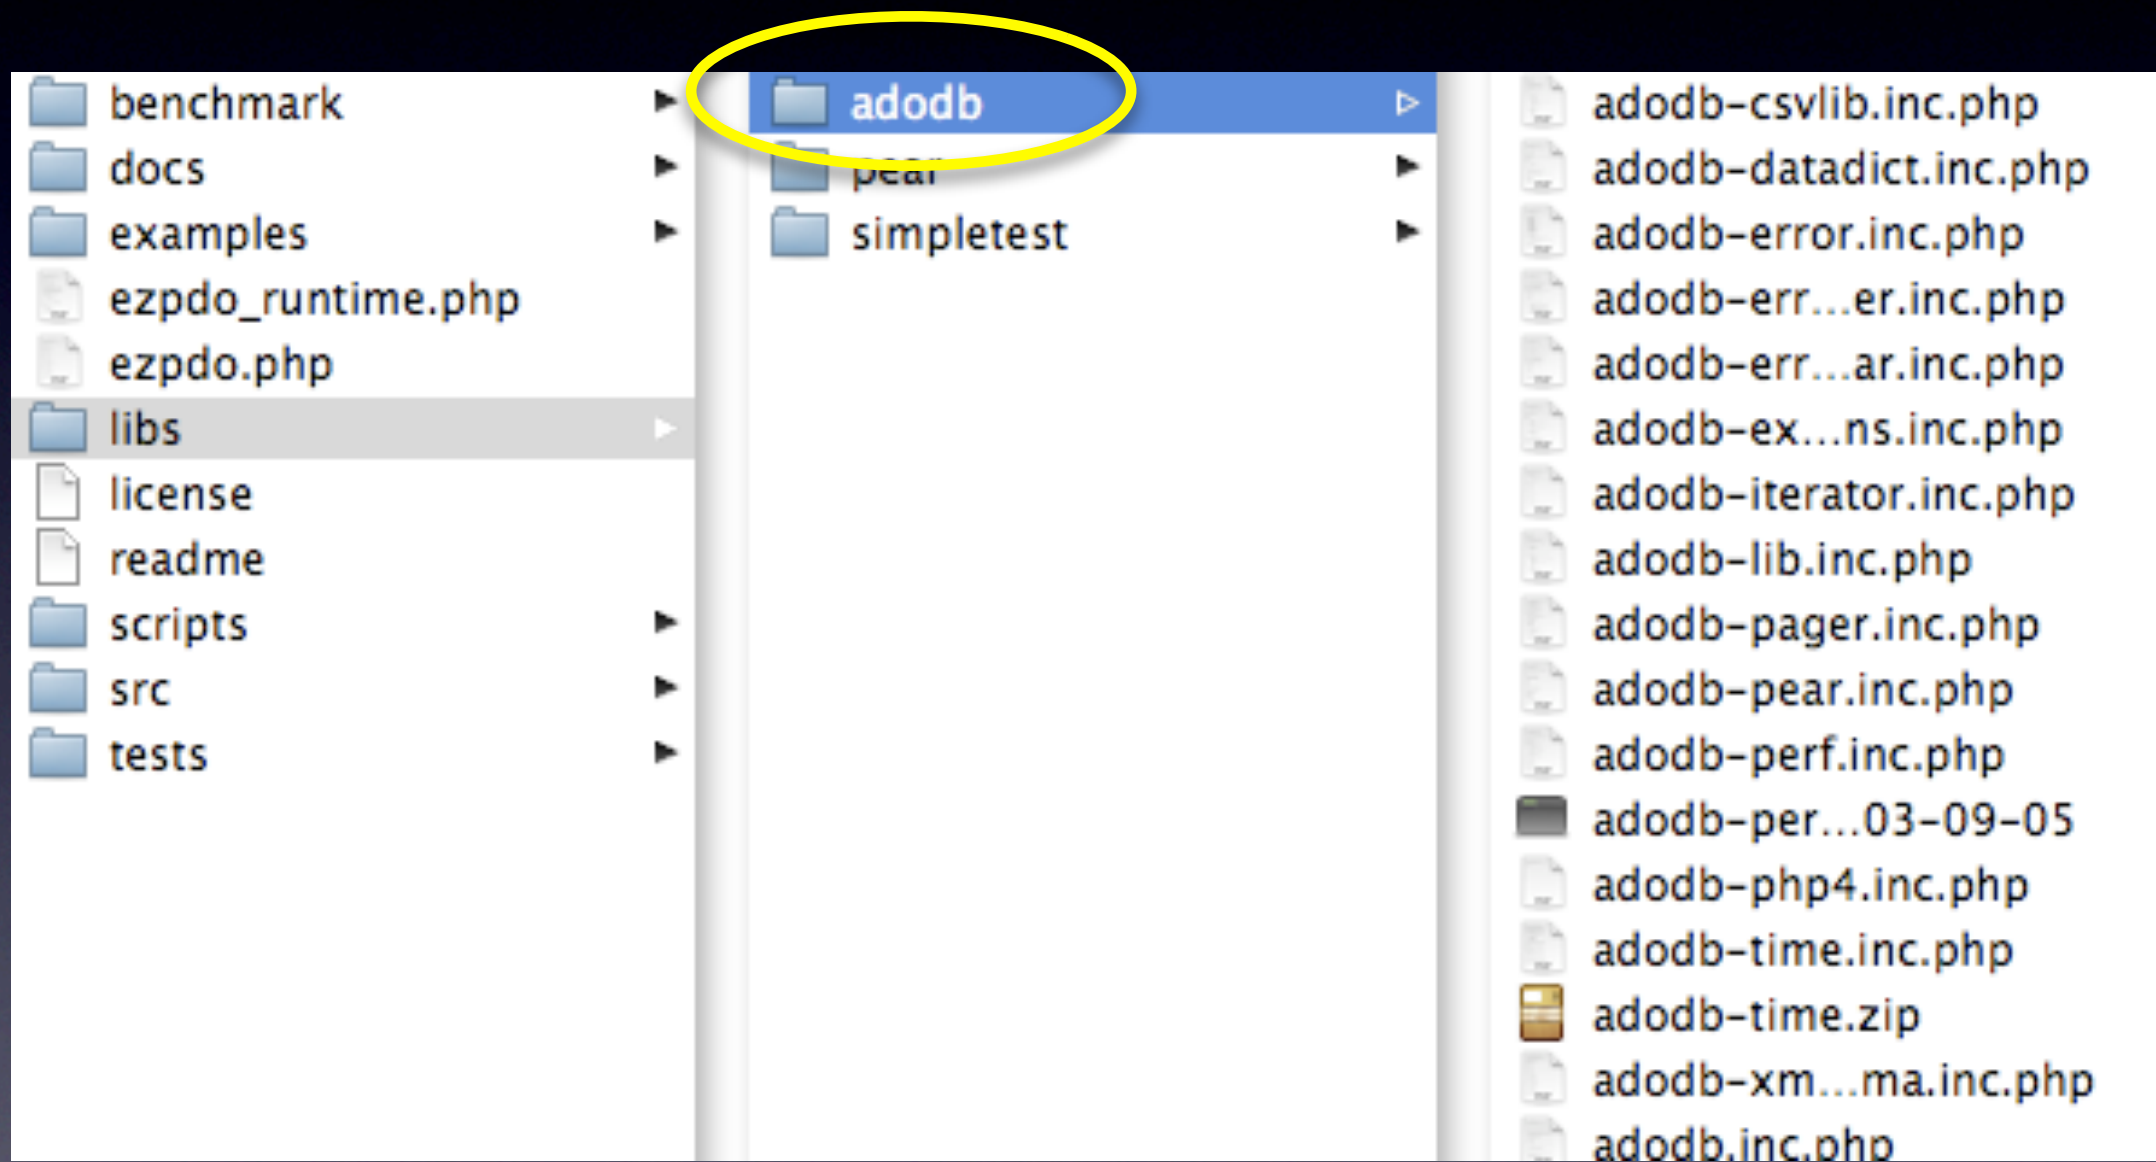 benchmark
docs
examples
ezpdo_runtime.php
ezpdo.php
libs
license
readme
scripts
src
tests
adodb
pear
simpletest
adodb-csvlib.inc.php
adodb-datadict.inc.php
adodb-error.inc.php
adodb-err...er.inc.php
adodb-err...ar.inc.php
adodb-ex...ns.inc.php
adodb-iterator.inc.php
adodb-lib.inc.php
adodb-pager.inc.php
adodb-pear.inc.php
adodb-perf.inc.php
adodb-per...03-09-05
adodb-php4.inc.php
adodb-time.inc.php
adodb-time.zip
adodb-xm...ma.inc.php
adodb.inc.php